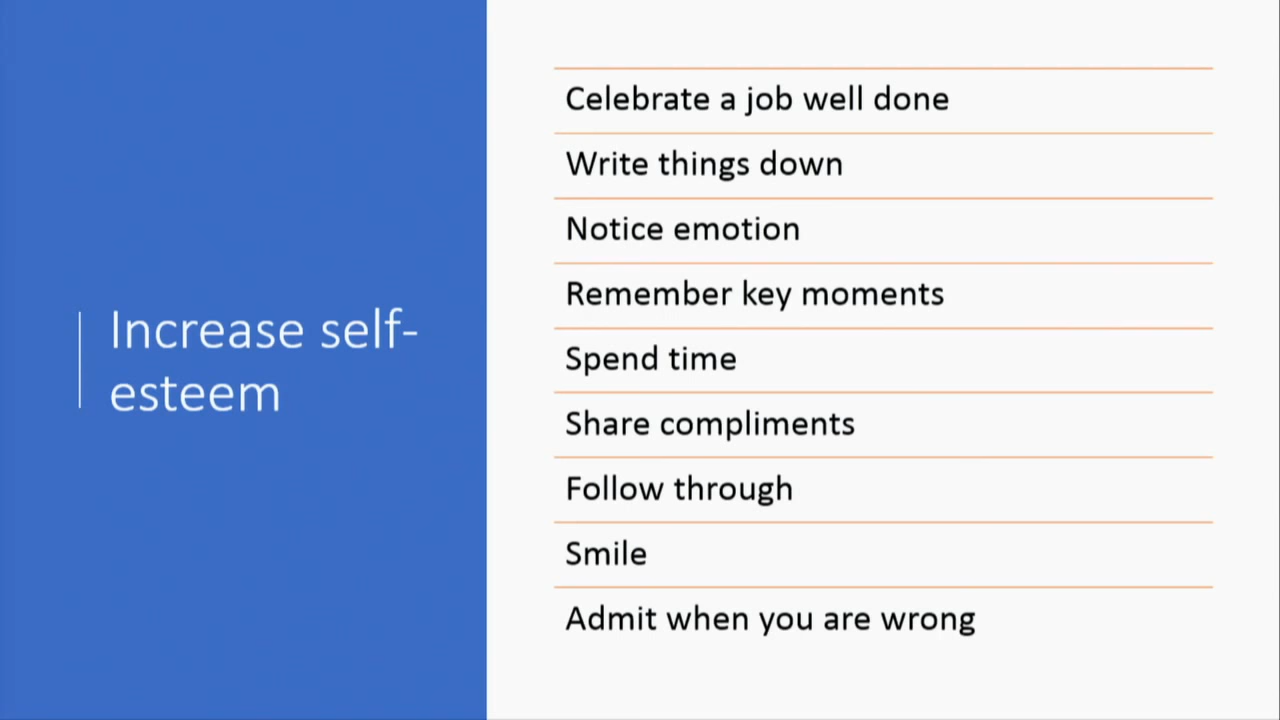 Increase self-
esteem
Celebrate a job well done
Write things down
Notice emotion
Remember key moments
Spend time
Share compliments
Follow through
Smile
Admit when you are wrong